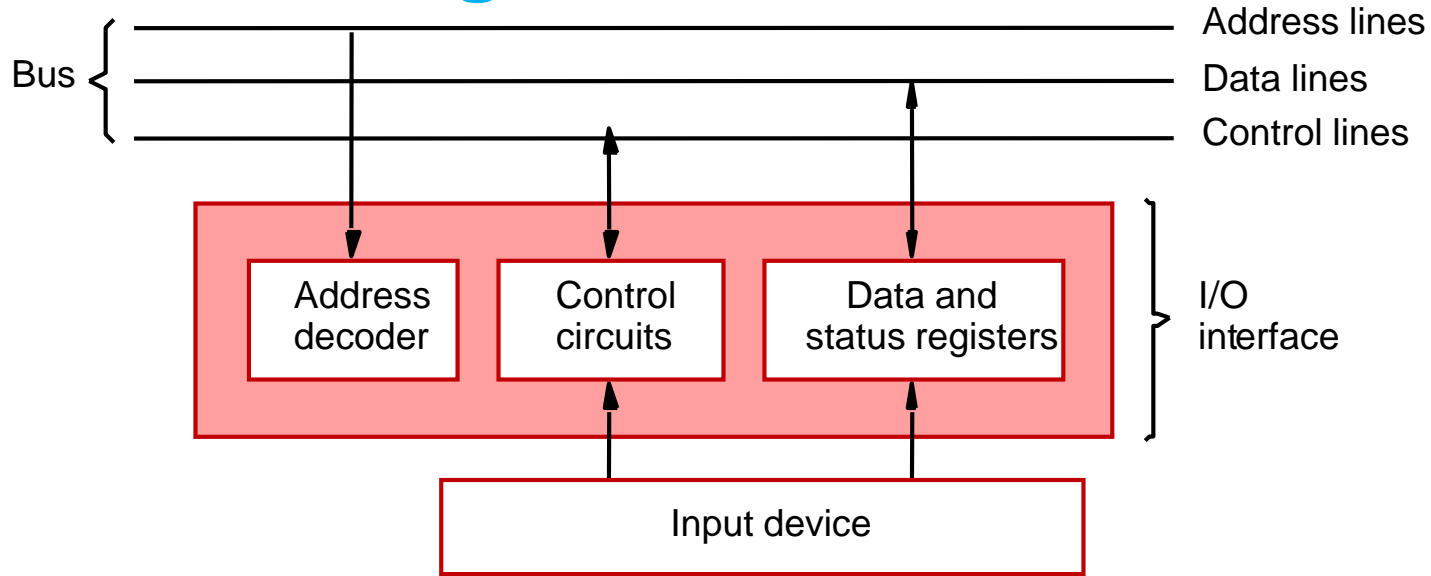 Address lines
Bus
Data lines
Control lines
Address
decoder
Control
circuits
Data and
status registers
I/O
interface
Input device